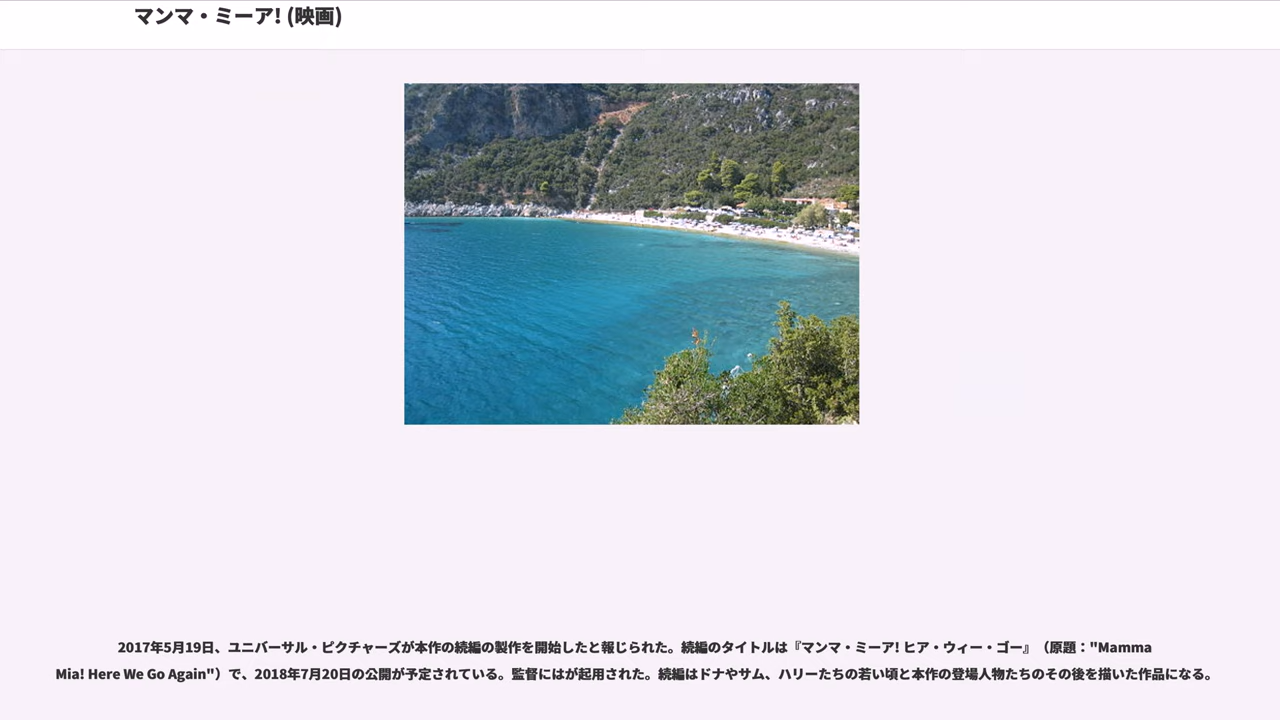 マンマ・ミーア! (映画)
2017年5月19日、ユニバーサル・ピクチャーズが本作の続編の製作を開始したと報じられた。続編のタイトルは『マンマ・ミーア! ヒア・ウィー・ゴー』（原題："Mamma
Mia! Here We Go Again"）で、2018年7月20日の公開が予定されている。監督にはが起用された。続編はドナやサム、ハリーたちの若い頃と本作の登場人物たちのその後を描いた作品になる。